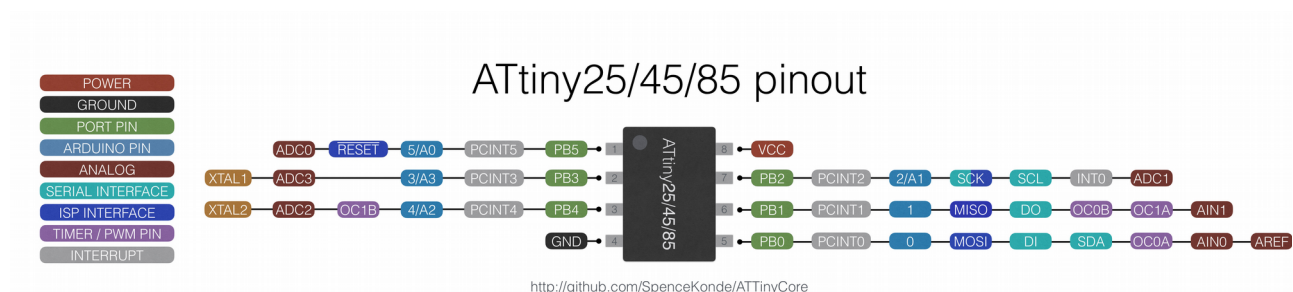 ATtiny25/45/85 pinout
POWER
GROUND
PORT PIN
ARDUINO PIN
ANALOG
SERIAL INTERFACE
ISP INTERFACE
TIMER / PWM PIN
INTERRUPT
ADC0 RESET 5/A0 PCINT5 PB5 1
XTAL1 ADC3 3/A3 PCINT3 PB3 2
XTAL2 ADC2 OC1B 4/A2 PCINT4 PB4 3
GND 4
ATtiny25/45/85
8 VCC
7 PB2 PCINT2 2/A1 SCK SCL INT0 ADC1
6 PB1 PCINT1 1 MISO DO OC0B OC1A AIN1
5 PB0 PCINT0 0 MOSI DI SDA OC0A AIN0 AREF
http://github.com/SpenceKonde/ATTinyCore